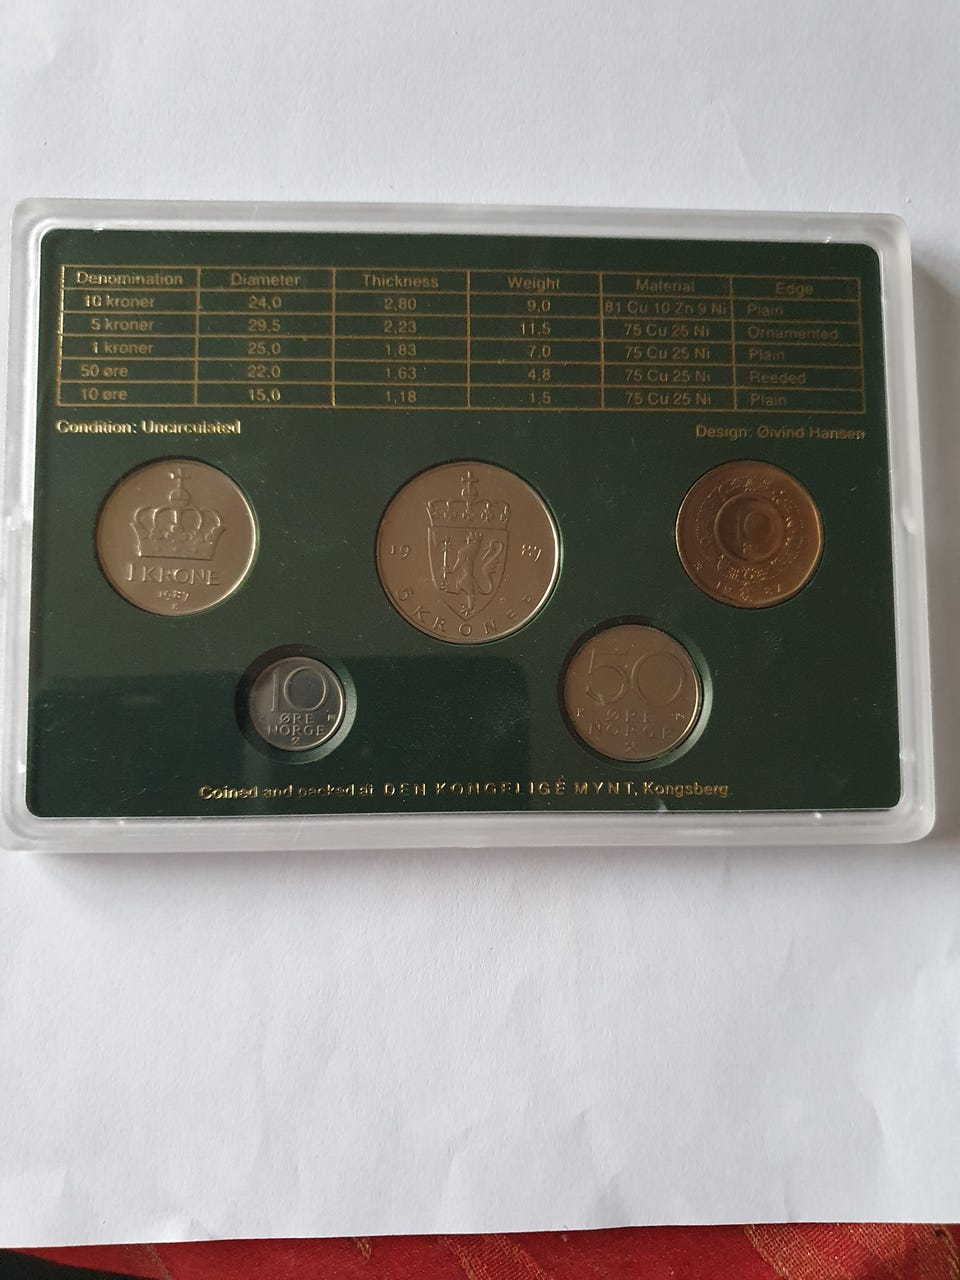 Denomination Diameter Thickness Weight Material Edge
10 kroner 24,0 2,80 9,0 81 Cu 10 Zn 9 Ni Plain
5 kroner 29,5 2,23 11,5 75 Cu 25 Ni Ornamented
1 kroner 25,0 1,83 7,0 75 Cu 25 Ni Plain
50 øre 22,0 1,63 4,8 75 Cu 25 Ni Reeded
10 øre 15,0 1,18 1,5 75 Cu 25 Ni Plain
Condition: Uncirculated Design: Øivind Hansen
1 KRONE
1987
K
19 87
5 KRONER
10
1987
10
ØRE
NORGE
50
K
ØRE
NORGE
Coined and packed at DEN KONGELIGE MYNT, Kongsberg.